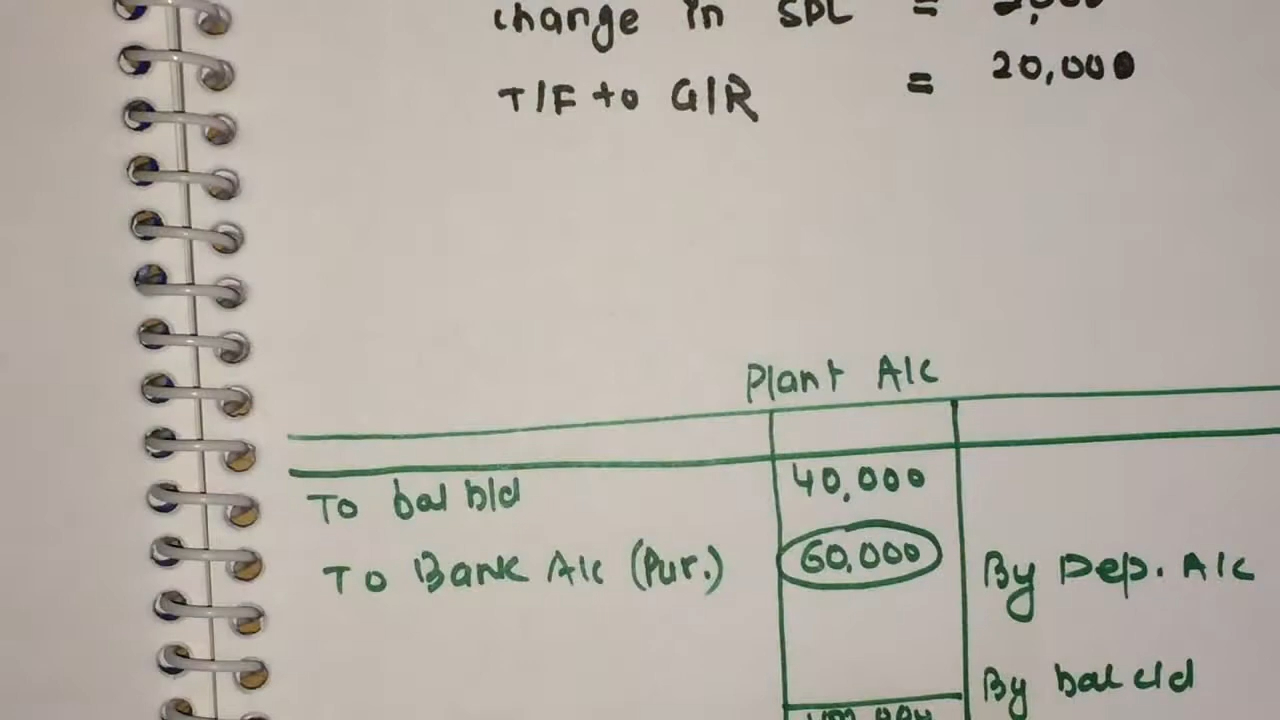 change in SPL =
T/F to G/R = 20,000
Plant A/c
To bal b/d 40,000
To Bank A/c (Pur.) 60,000 By Dep. A/c
By bal c/d